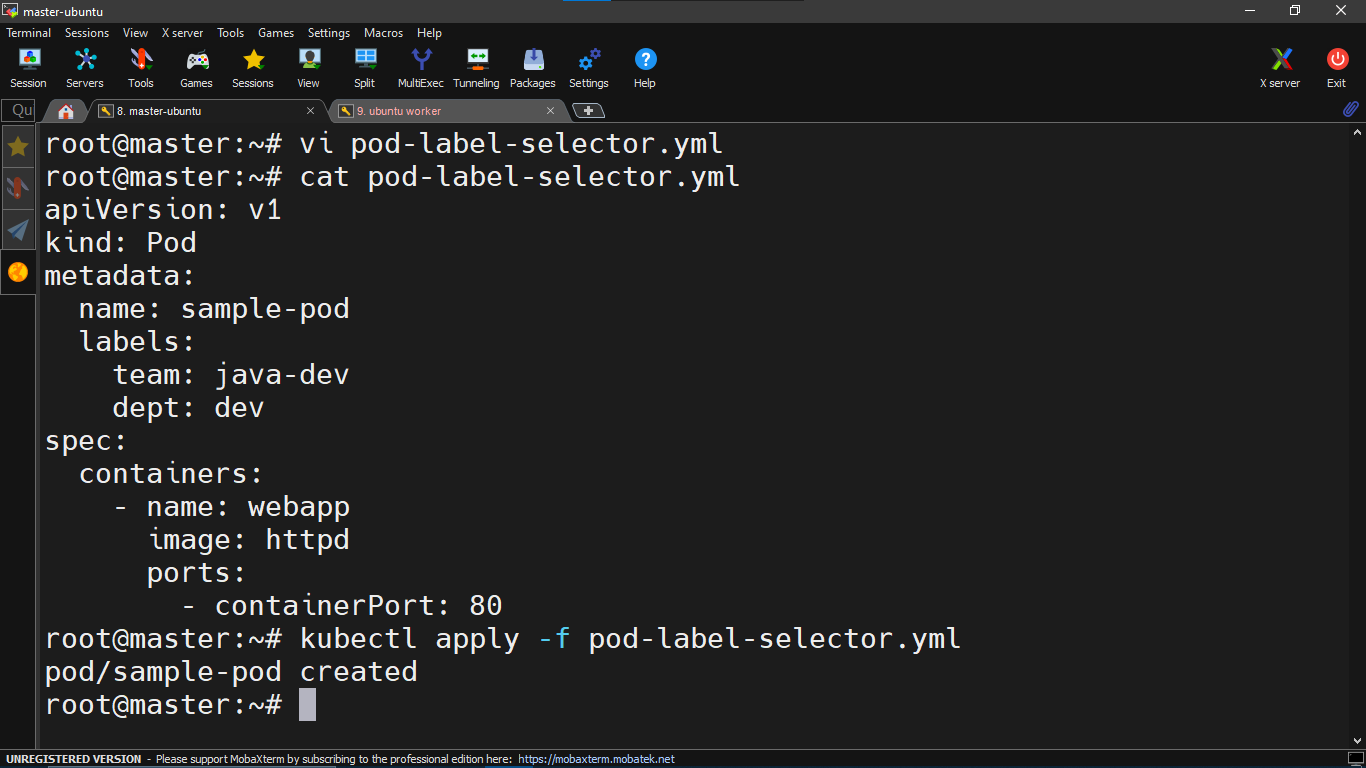 master-ubuntu
Terminal Sessions View X server Tools Games Settings Macros Help
Session Servers Tools Games Sessions View Split MultiExec Tunneling Packages Settings Help X server Exit
Qu 8. master-ubuntu 9. ubuntu worker
root@master:~# vi pod-label-selector.yml
root@master:~# cat pod-label-selector.yml
apiVersion: v1
kind: Pod
metadata:
  name: sample-pod
  labels:
    team: java-dev
    dept: dev
spec:
  containers:
    - name: webapp
      image: httpd
      ports:
        - containerPort: 80
root@master:~# kubectl apply -f pod-label-selector.yml
pod/sample-pod created
root@master:~#
UNREGISTERED VERSION - Please support MobaXterm by subscribing to the professional edition here: https://mobaxterm.mobatek.net